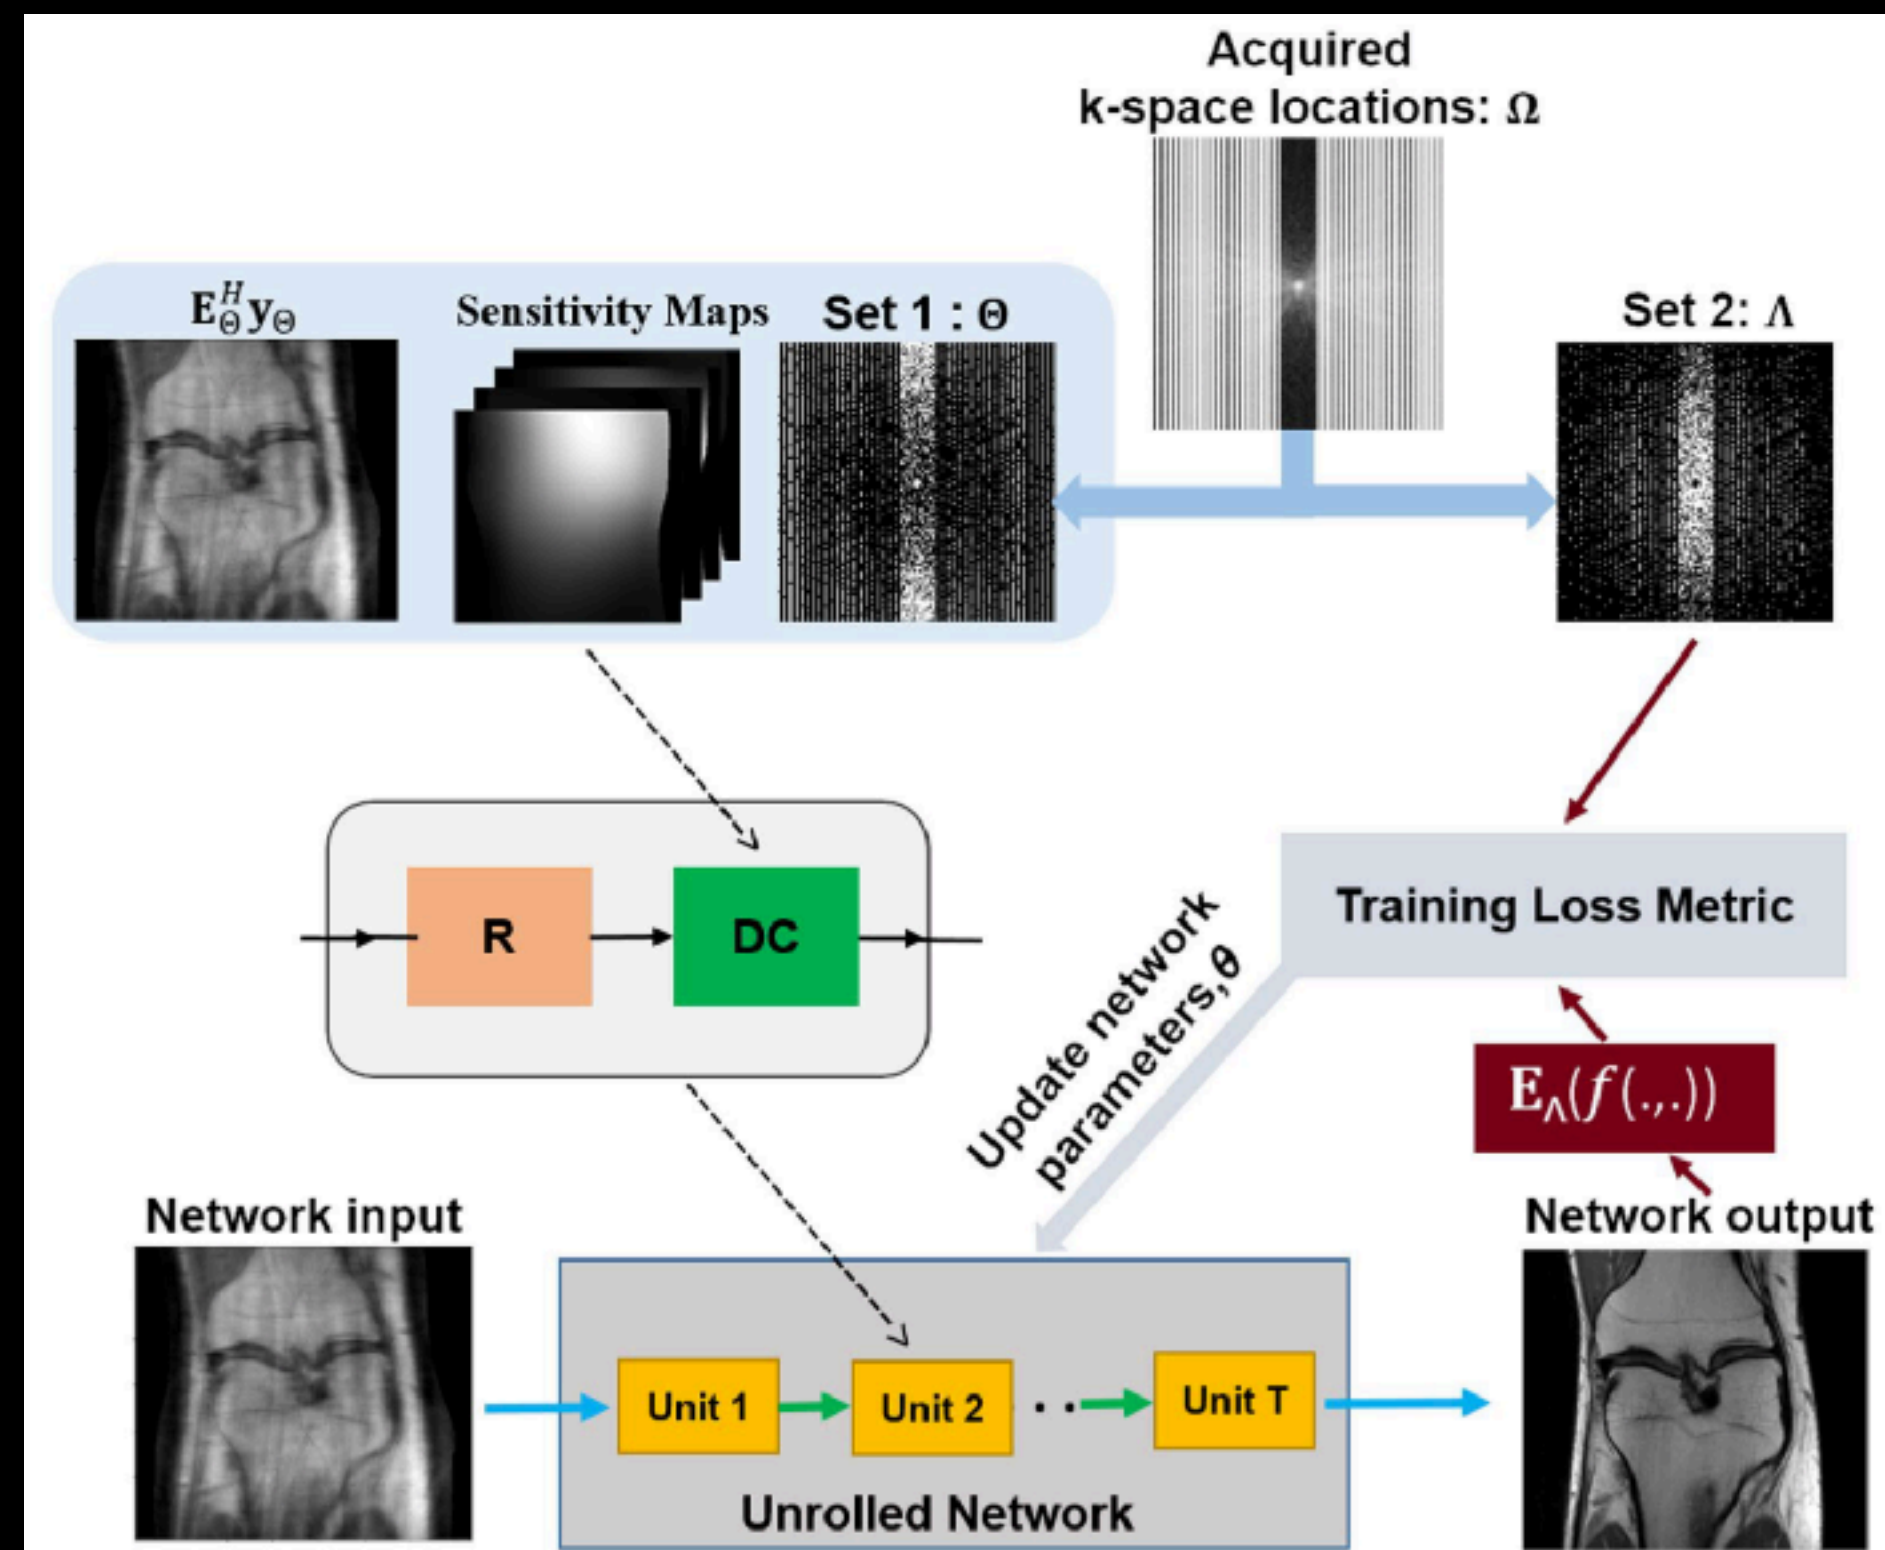 Acquired
k-space locations: Ω
E_Θ^H y_Θ
Sensitivity Maps
Set 1 : Θ
Set 2: Λ
R
DC
Training Loss Metric
Update network
parameters,θ
E_Λ(f(.,.))
Network input
Network output
Unit 1
Unit 2
. .
Unit T
Unrolled Network